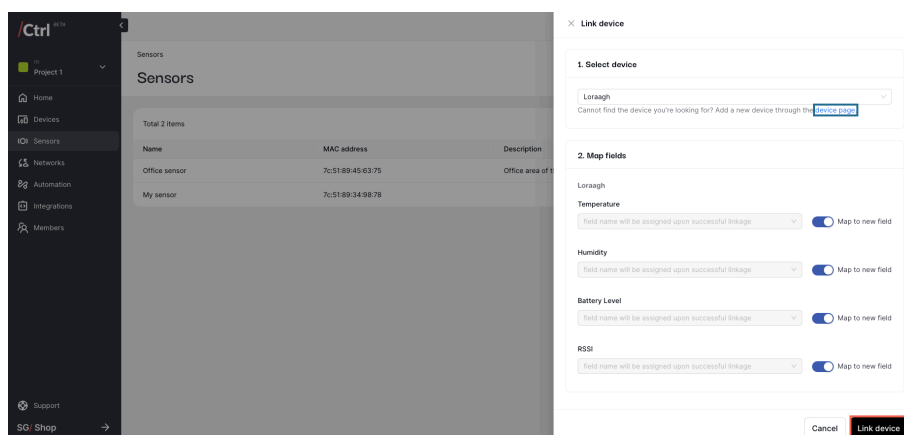 /Ctrl BETA
Project 1
Home
Devices
Sensors
Networks
Automation
Integrations
Members
Support
SG/ Shop
Sensors
Sensors
Total 2 items
Name MAC address Description
Office sensor 7c:51:89:45:63:75 Office area of t
My sensor 7c:51:89:34:98:78
Link device
1. Select device
Loraagh
Cannot find the device you're looking for? Add a new device through the device page.
2. Map fields
Loraagh
Temperature
field name will be assigned upon successful linkage Map to new field
Humidity
field name will be assigned upon successful linkage Map to new field
Battery Level
field name will be assigned upon successful linkage Map to new field
RSSI
field name will be assigned upon successful linkage Map to new field
Cancel Link device